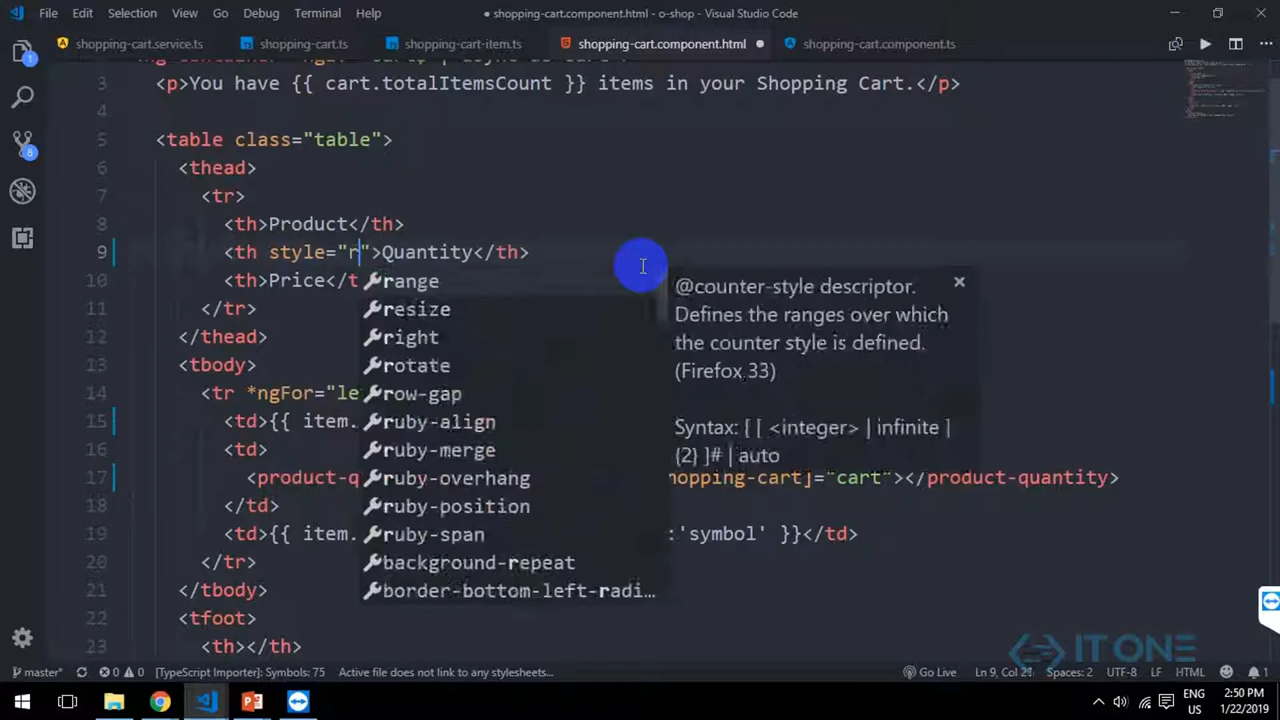 File Edit Selection View Go Debug Terminal Help
● shopping-cart.component.html - o-shop - Visual Studio Code
shopping-cart.service.ts
shopping-cart.ts
shopping-cart-item.ts
shopping-cart.component.html ●
shopping-cart.component.ts
3 <p>You have {{ cart.totalItemsCount }} items in your Shopping Cart.</p>
4
5 <table class="table">
6 <thead>
7 <tr>
8 <th>Product</th>
9 <th style="r">Quantity</th>
10 <th>Price</t
11 </tr>
12 </thead>
13 <tbody>
14 <tr *ngFor="le
15 <td>{{ item.
16 <td>
17 <product-q hopping-cart]="cart"></product-quantity>
18 </td>
19 <td>{{ item. :'symbol' }}</td>
20 </tr>
21 </tbody>
22 <tfoot>
23 <th></th>
range
resize
right
rotate
row-gap
ruby-align
ruby-merge
ruby-overhang
ruby-position
ruby-span
background-repeat
border-bottom-left-radi…
@counter-style descriptor.
Defines the ranges over which
the counter style is defined.
(Firefox 33)
Syntax: [ [ <integer> | infinite ]
{2} ]# | auto
IT ONE
master* 0 0 [TypeScript Importer]: Symbols: 75 Active file does not link to any stylesheets... Go Live Ln 9, Col 21 Spaces: 2 UTF-8 LF HTML 1
ENG
US
2:50 PM
1/22/2019
1
8